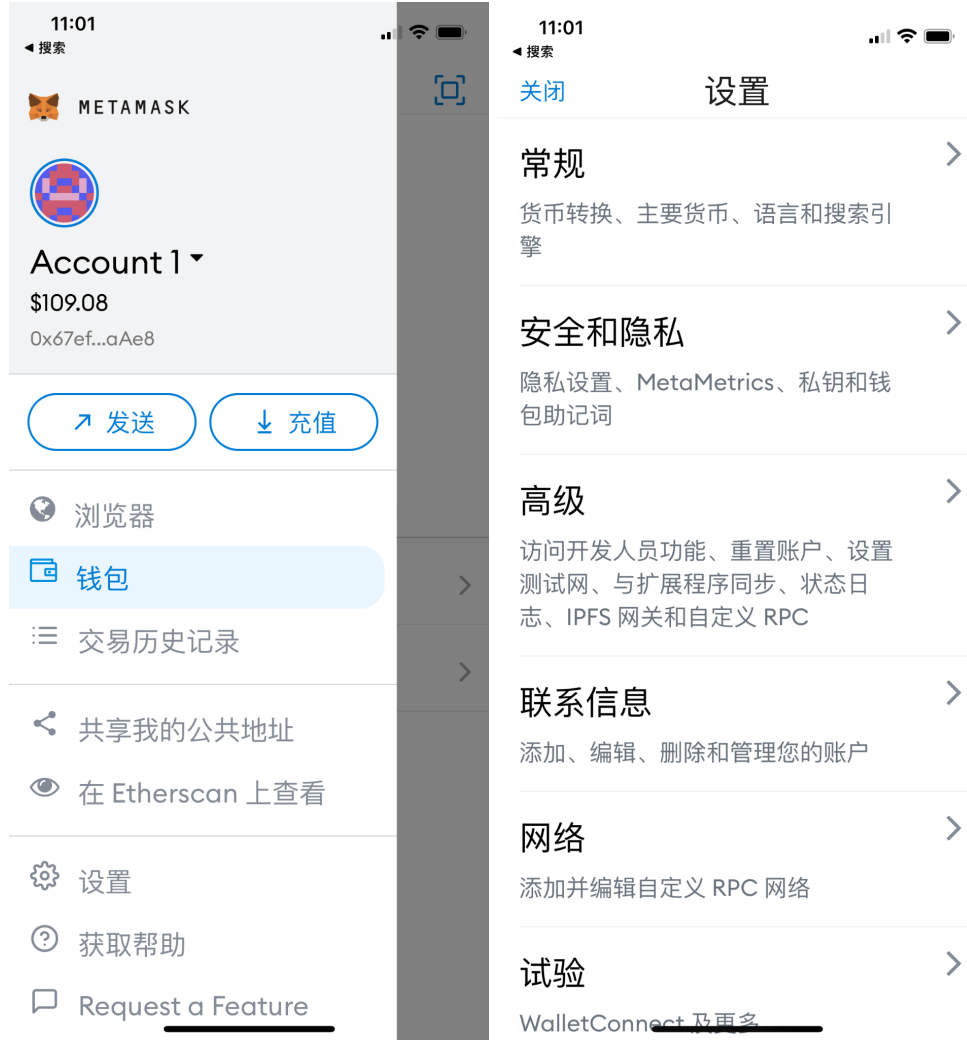 11:01
◀ 搜索
METAMASK
Account 1
$109.08
0x67ef...aAe8
发送
充值
浏览器
钱包
交易历史记录
共享我的公共地址
在 Etherscan 上查看
设置
获取帮助
Request a Feature
11:01
◀ 搜索
关闭
设置
常规
货币转换、主要货币、语言和搜索引
擎
安全和隐私
隐私设置、MetaMetrics、私钥和钱
包助记词
高级
访问开发人员功能、重置账户、设置
测试网、与扩展程序同步、状态日
志、IPFS 网关和自定义 RPC
联系信息
添加、编辑、删除和管理您的账户
网络
添加并编辑自定义 RPC 网络
试验
WalletConnect 及更多